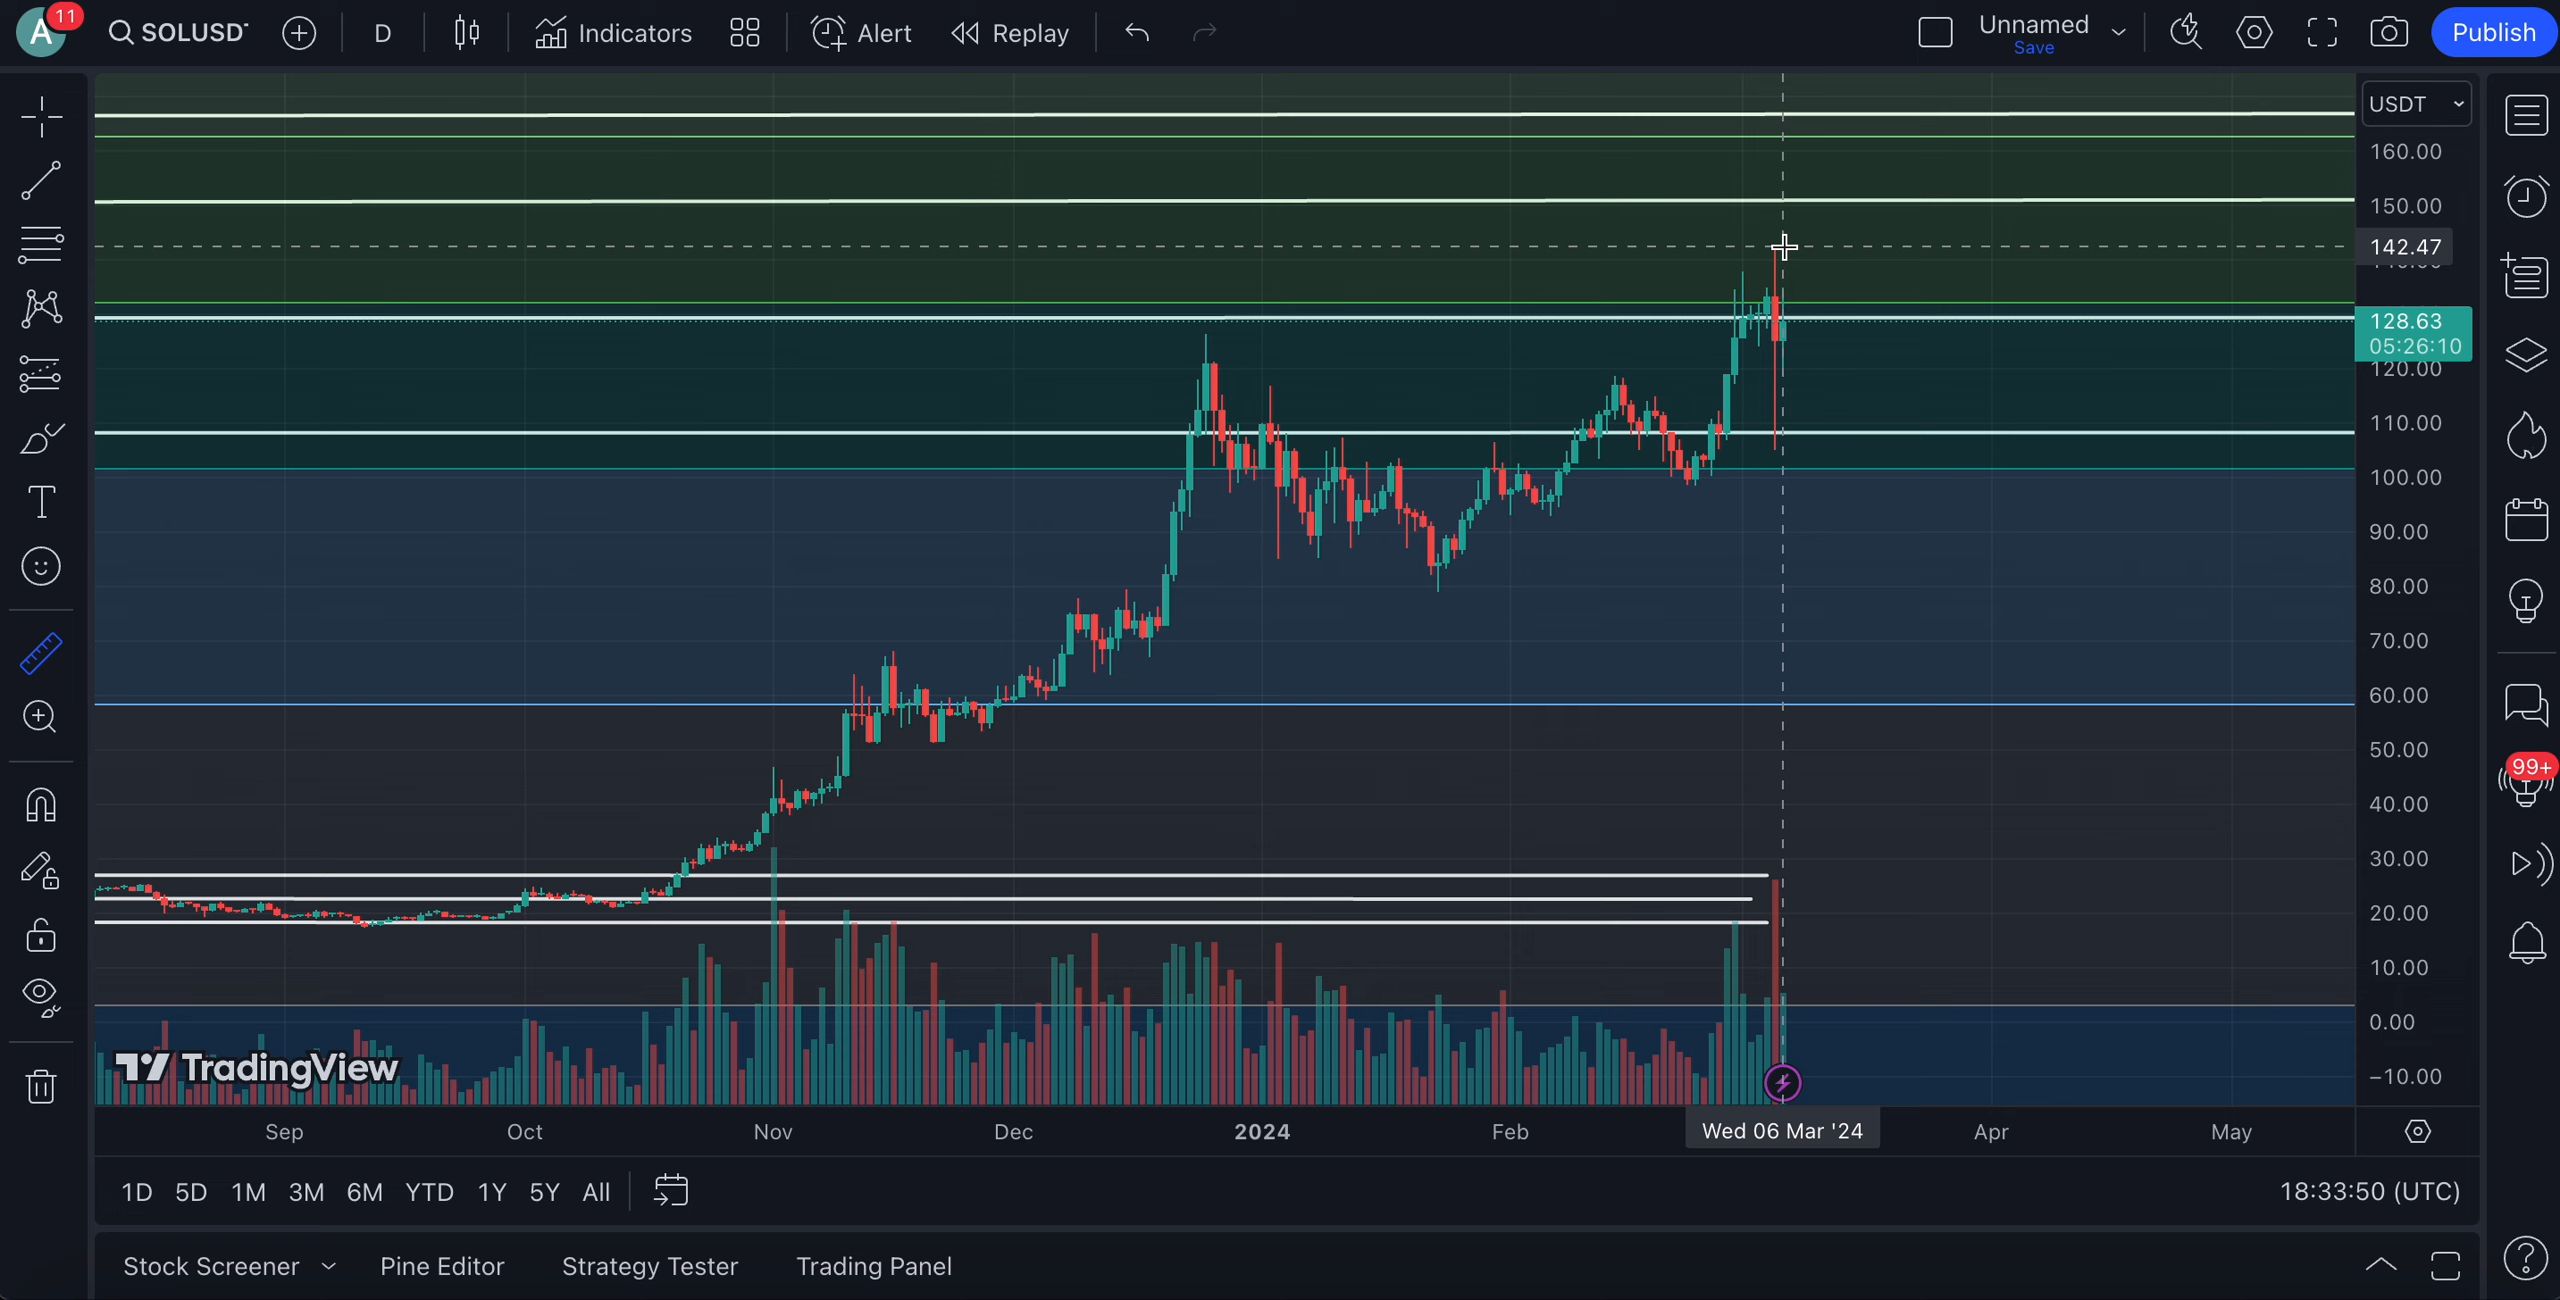 A 11 SOLUSDT D Indicators Alert Replay Unnamed Publish
Save
USDT
160.00
150.00
142.47
128.63
05:26:10
120.00
110.00
100.00
90.00
80.00
70.00
60.00
50.00
40.00
99+
30.00
20.00
10.00
0.00
TradingView
−10.00
Sep Oct Nov Dec 2024 Feb Wed 06 Mar '24 Apr May
1D 5D 1M 3M 6M YTD 1Y 5Y All 18:33:50 (UTC)
Stock Screener Pine Editor Strategy Tester Trading Panel